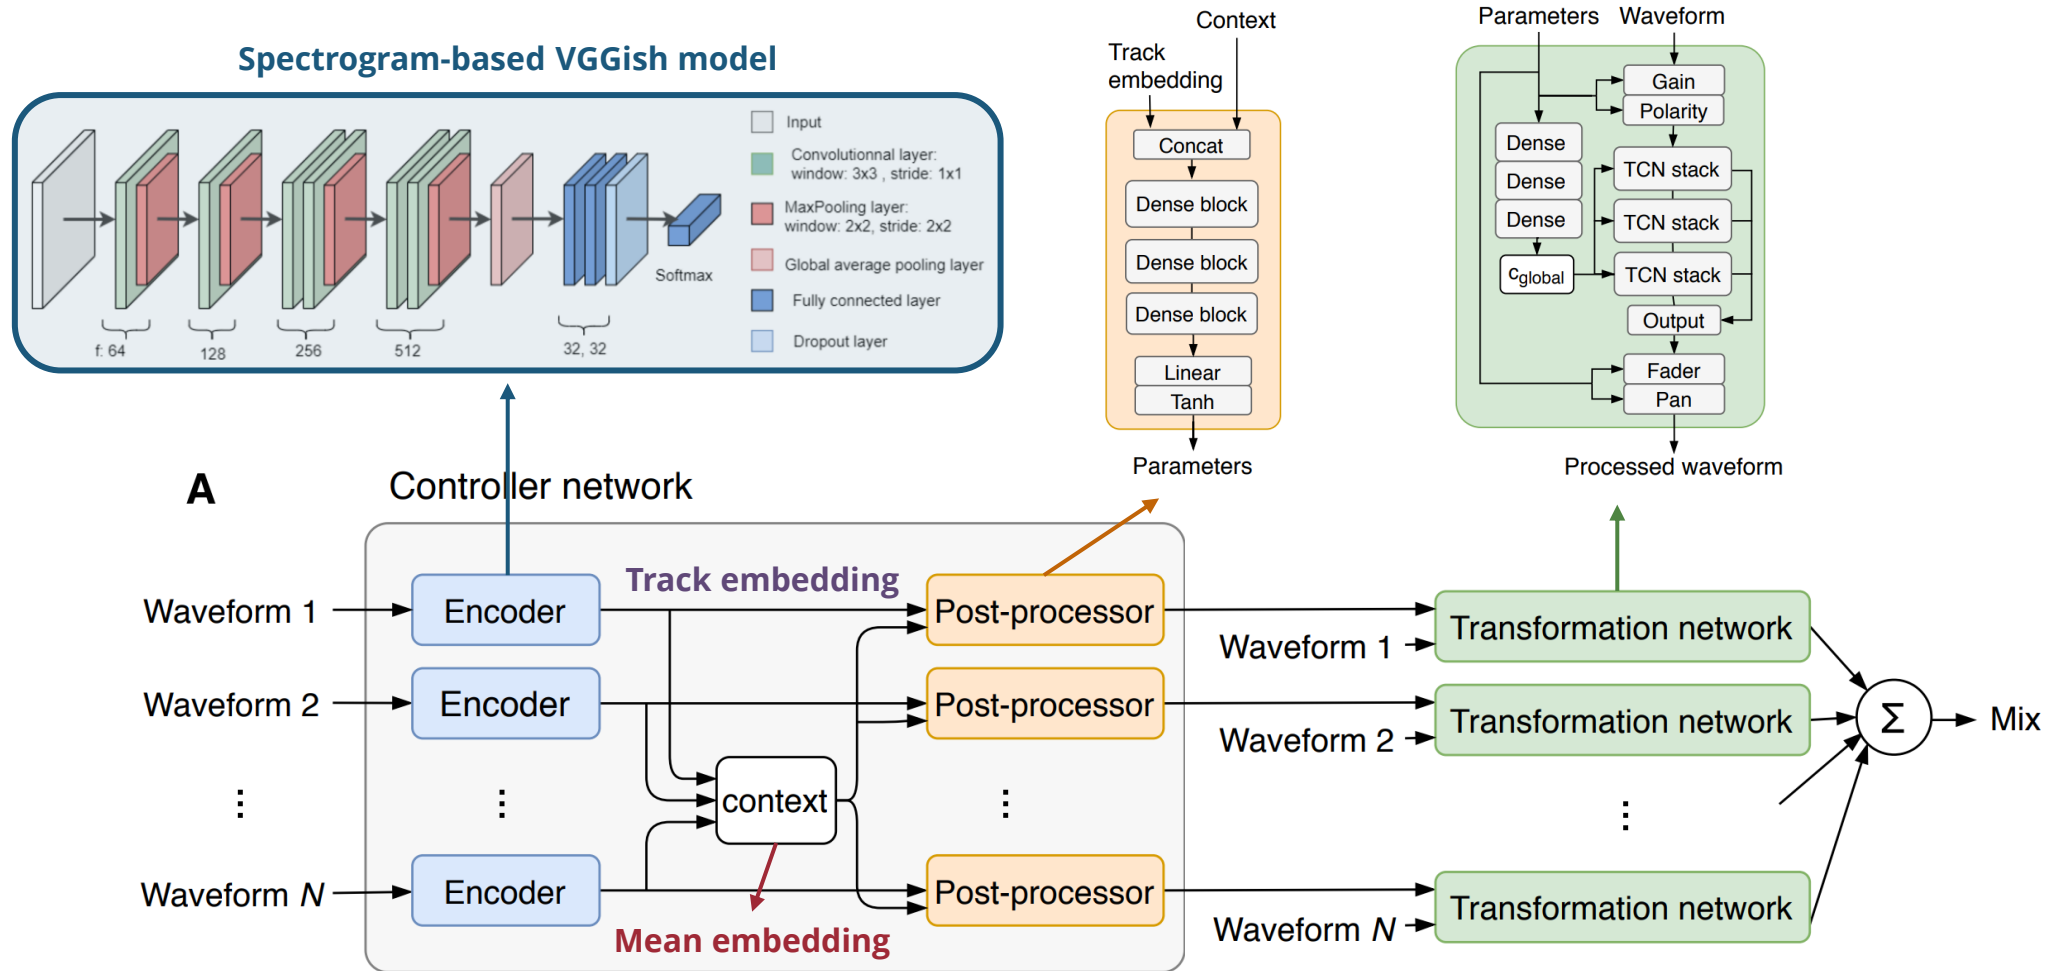 Spectrogram-based VGGish model
Input
Convolutionnal layer:
window: 3x3 , stride: 1x1
MaxPooling layer:
window: 2x2, stride: 2x2
Global average pooling layer
Fully connected layer
Dropout layer
Softmax
f: 64
128
256
512
32, 32
Context
Track
embedding
Concat
Dense block
Dense block
Dense block
Linear
Tanh
Parameters
Parameters
Waveform
Gain
Polarity
Dense
Dense
Dense
cglobal
TCN stack
TCN stack
TCN stack
Output
Fader
Pan
Processed waveform
A
Controller network
Waveform 1
Encoder
Track embedding
Post-processor
Waveform 1
Transformation network
Waveform 2
Encoder
Post-processor
Waveform 2
Transformation network
Σ
Mix
⋮
⋮
context
⋮
⋮
Waveform N
Encoder
Mean embedding
Post-processor
Waveform N
Transformation network